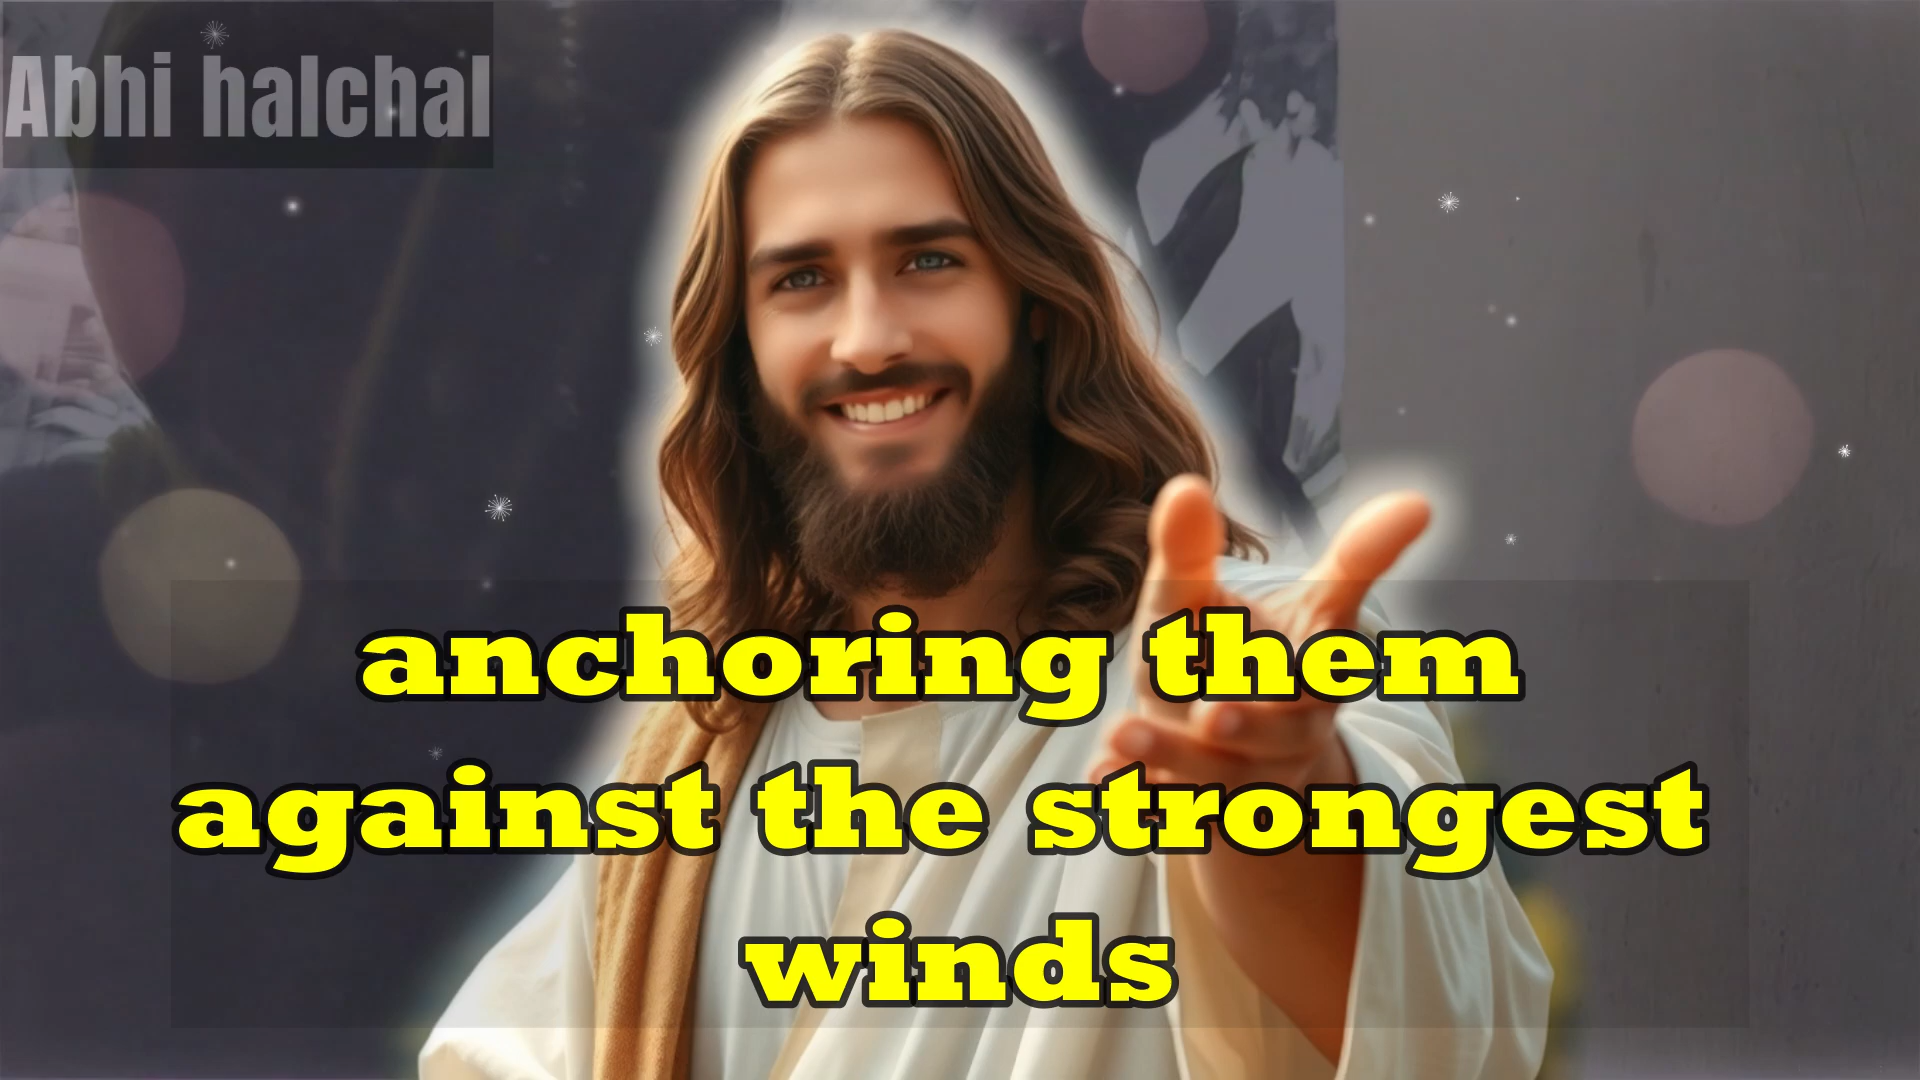 Abhi halchal
anchoring them
against the strongest
winds